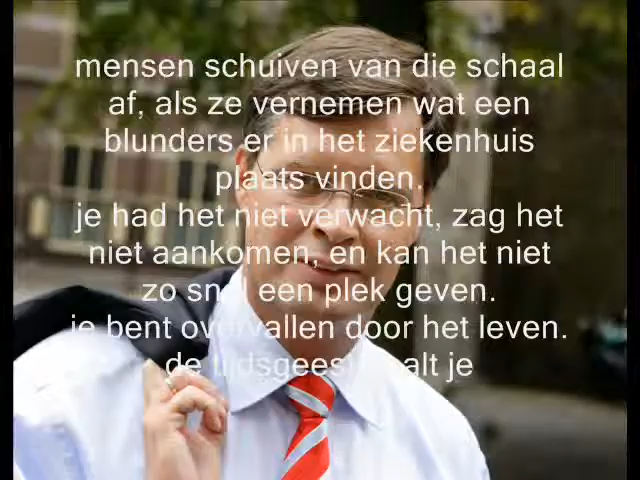 mensen schuiven van die schaal
af, als ze vernemen wat een
blunders er in het ziekenhuis
plaats vinden.
je had het niet verwacht, zag het
niet aankomen, en kan het niet
zo snel een plek geven.
je bent overvallen door het leven.
de tijdsgeest je